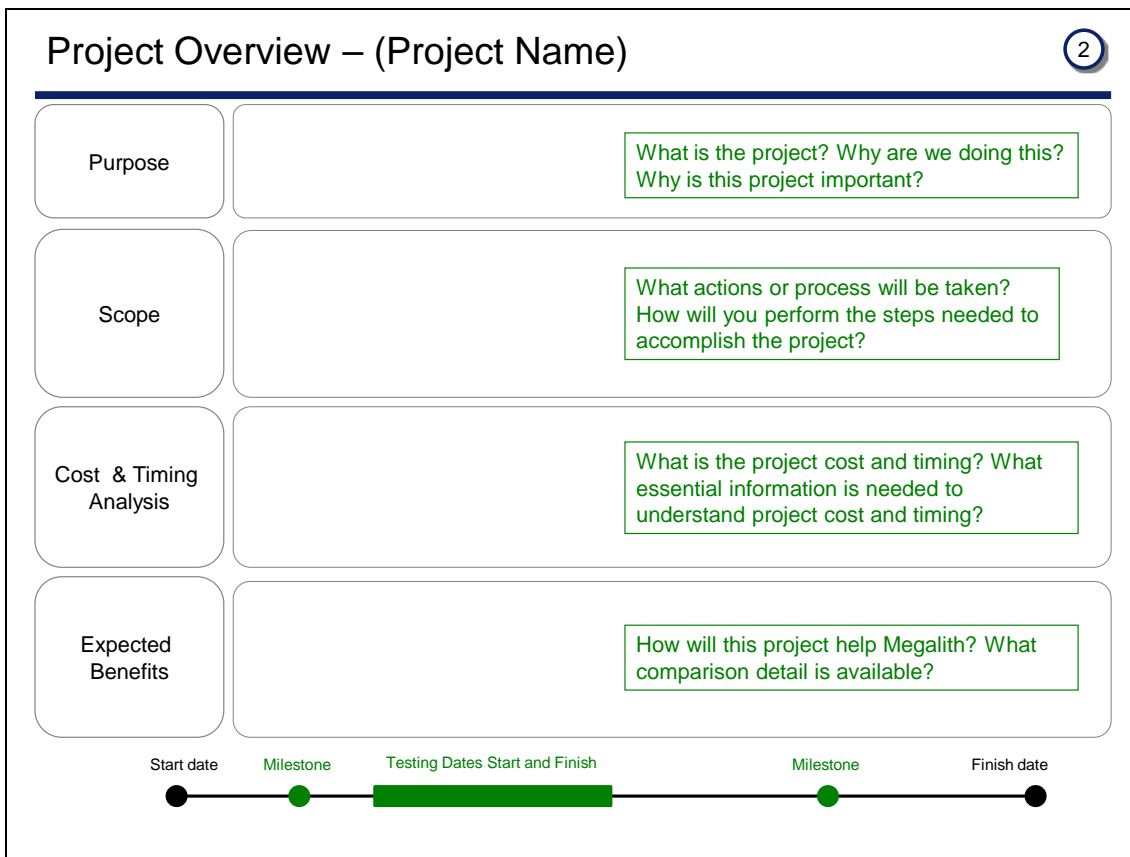 Project Overview – (Project Name)
2
Purpose
What is the project? Why are we doing this?
Why is this project important?
Scope
What actions or process will be taken?
How will you perform the steps needed to
accomplish the project?
Cost & Timing
Analysis
What is the project cost and timing? What
essential information is needed to
understand project cost and timing?
Expected
Benefits
How will this project help Megalith? What
comparison detail is available?
Start date
Milestone
Testing Dates Start and Finish
Milestone
Finish date